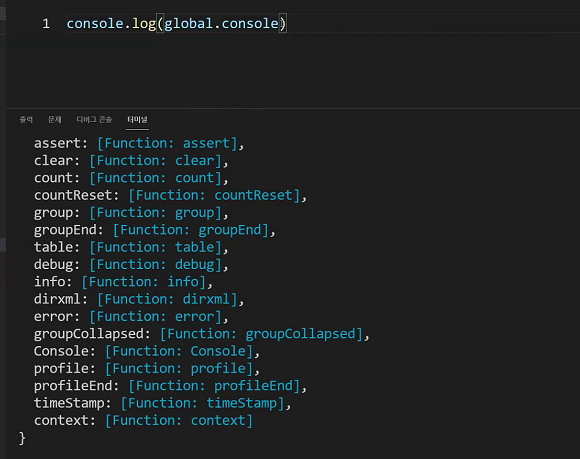 1 console.log(global.console)
출력 문제 디버그 콘솔 터미널
assert: [Function: assert],
clear: [Function: clear],
count: [Function: count],
countReset: [Function: countReset],
group: [Function: group],
groupEnd: [Function: groupEnd],
table: [Function: table],
debug: [Function: debug],
info: [Function: info],
dirxml: [Function: dirxml],
error: [Function: error],
groupCollapsed: [Function: groupCollapsed],
Console: [Function: Console],
profile: [Function: profile],
profileEnd: [Function: profileEnd],
timeStamp: [Function: timeStamp],
context: [Function: context]
}